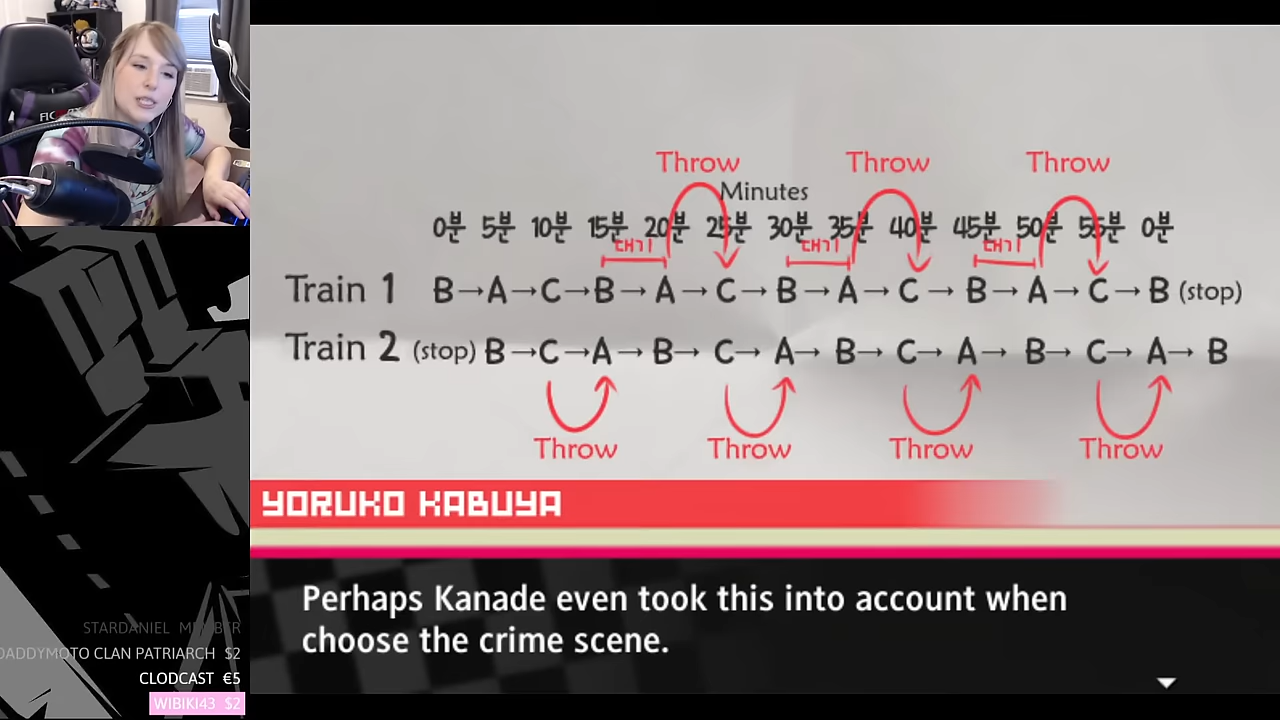 Throw Throw Throw
Minutes
0분 5분 10분 15분 20분 25분 30분 35분 40분 45분 50분 55분 0분
대기 대기 대기
Train 1 B→A→C→B→A→C→B→A→C→B→A→C→B (stop)
Train 2 (stop) B→C→A→B→C→A→B→C→A→B→C→A→B
Throw Throw Throw Throw
YORUKO KABUYA
Perhaps Kanade even took this into account when
choose the crime scene.
STARDANIEL MEMBER
DADDYMOTO CLAN PATRIARCH $2
CLODCAST €5
WIBIKI43 $2